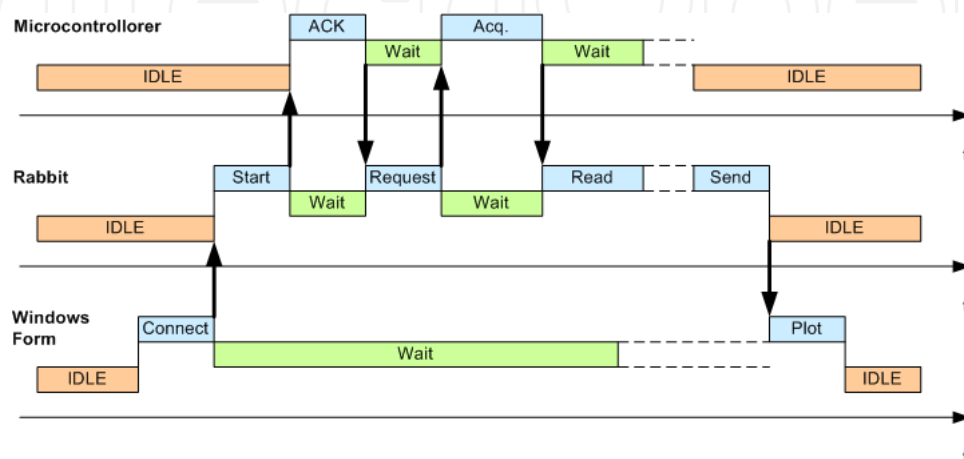 Microcontrollorer
ACK
Acq.
Wait
Wait
IDLE
IDLE
Rabbit
Start
Request
Read
Send
Wait
Wait
IDLE
IDLE
Windows
Form
Connect
Plot
Wait
IDLE
IDLE